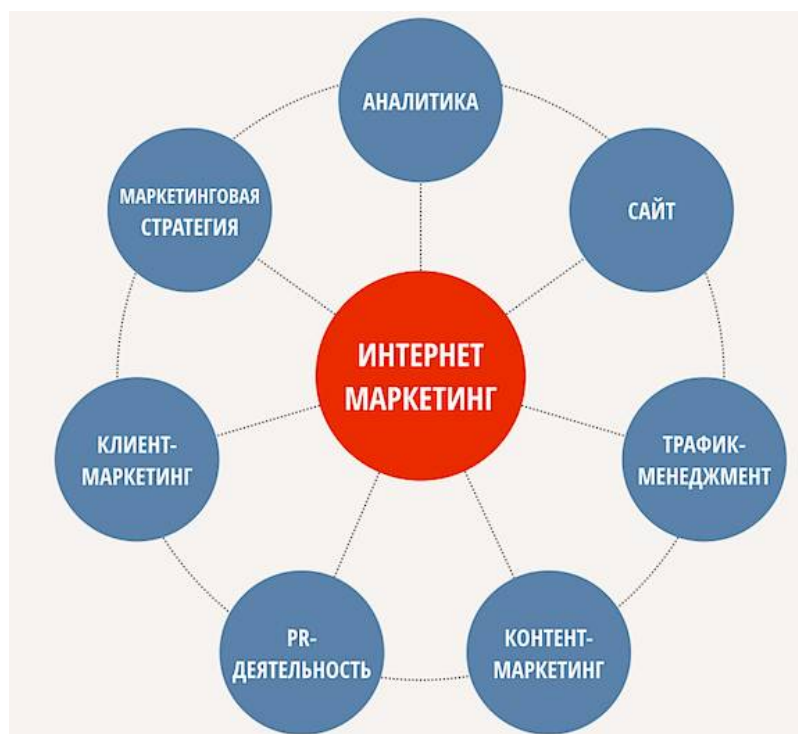 АНАЛИТИКА
САЙТ
ТРАФИК-
МЕНЕДЖМЕНТ
КОНТЕНТ-
МАРКЕТИНГ
PR-
ДЕЯТЕЛЬНОСТЬ
КЛИЕНТ-
МАРКЕТИНГ
МАРКЕТИНГОВАЯ
СТРАТЕГИЯ
ИНТЕРНЕТ
МАРКЕТИНГ